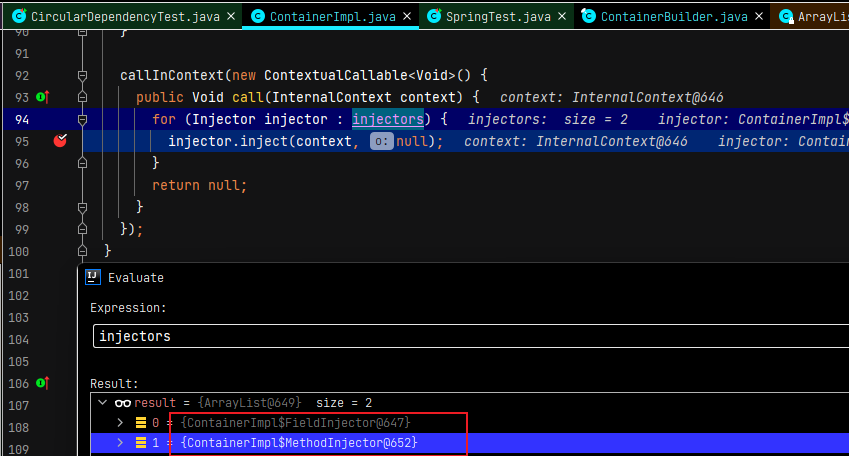 CircularDependencyTest.java ContainerImpl.java SpringTest.java ContainerBuilder.java ArrayLis
90 }
91
92 callInContext(new ContextualCallable<Void>() {
93 public Void call(InternalContext context) { context: InternalContext@646
94 for (Injector injector : injectors) { injectors: size = 2 injector: ContainerImpl$
95 injector.inject(context, o: null); context: InternalContext@646 injector: Contain
96 }
97 return null;
98 }
99 });
100 }
101
IJ Evaluate
102
103 Expression:
104 injectors
105
106 Result:
107 result = {ArrayList@649} size = 2
108 0 = {ContainerImpl$FieldInjector@647}
109 1 = {ContainerImpl$MethodInjector@652}